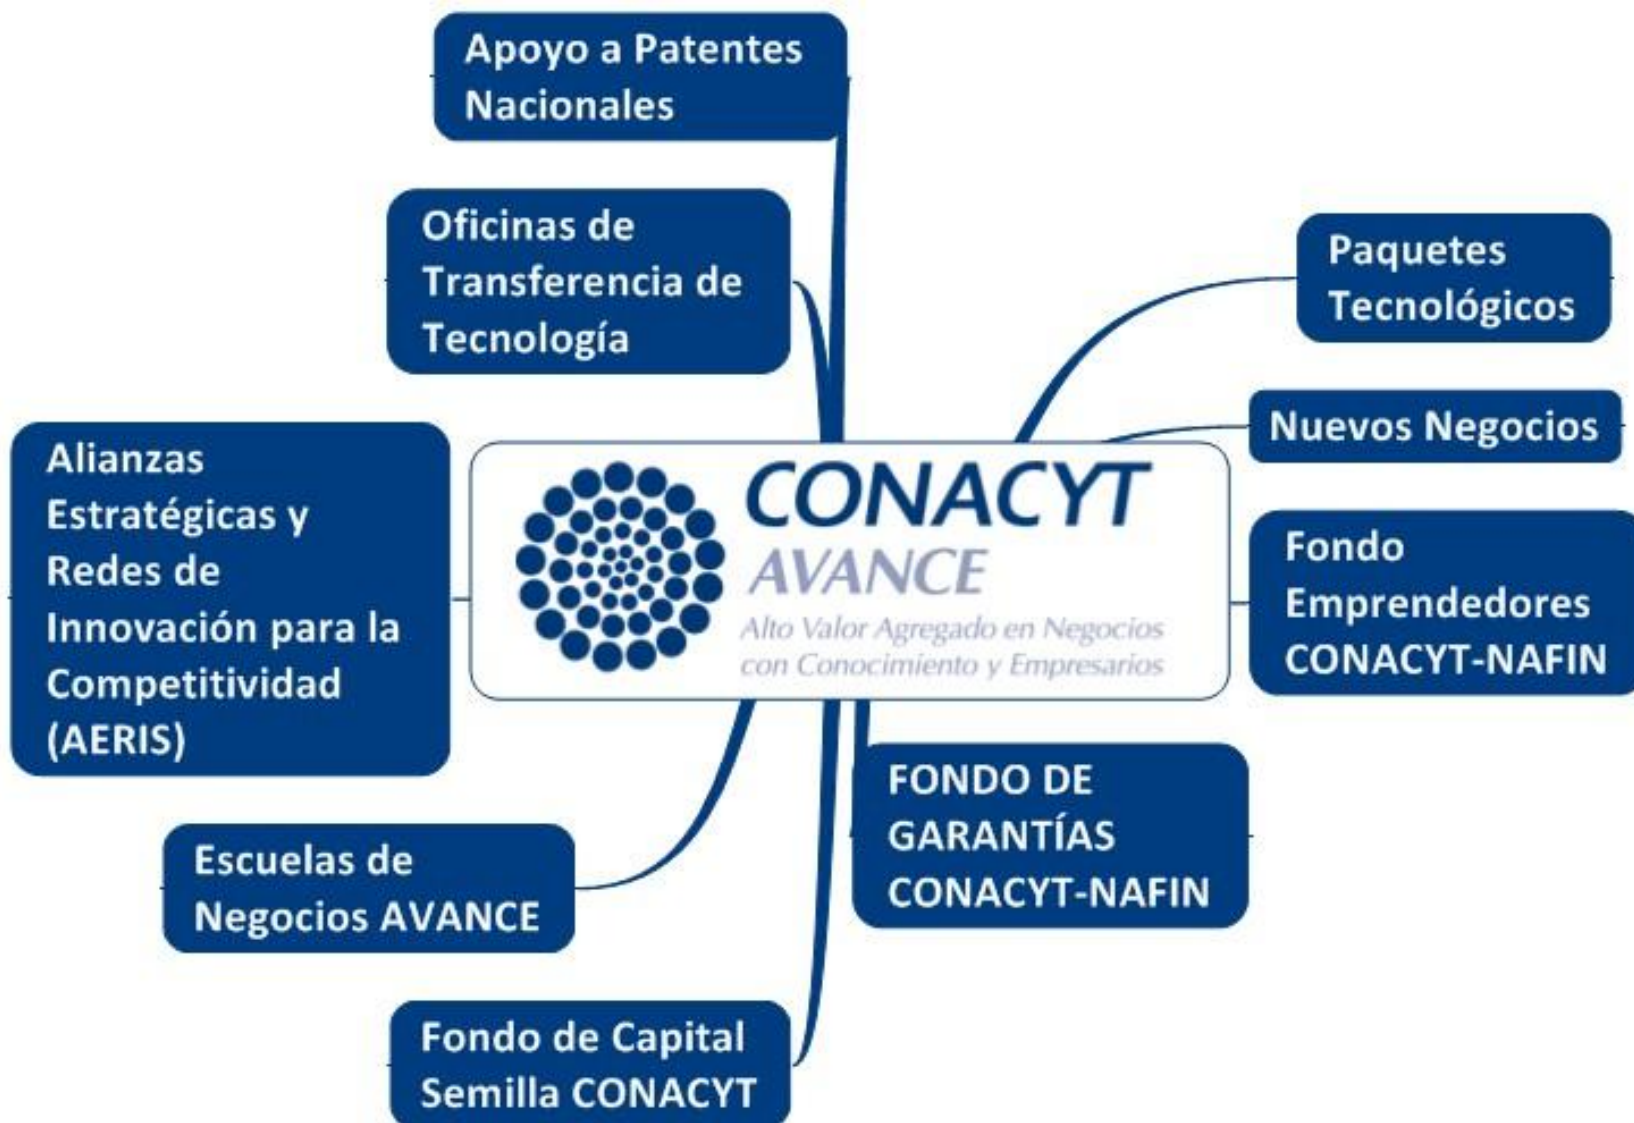 Apoyo a Patentes
Nacionales
Oficinas de
Transferencia de
Tecnología
Alianzas
Estratégicas y
Redes de
Innovación para la
Competitividad
(AERIS)
Escuelas de
Negocios AVANCE
Fondo de Capital
Semilla CONACYT
CONACYT
AVANCE
Alto Valor Agregado en Negocios
con Conocimiento y Empresarios
Paquetes
Tecnológicos
Nuevos Negocios
Fondo
Emprendedores
CONACYT-NAFIN
FONDO DE
GARANTÍAS
CONACYT-NAFIN